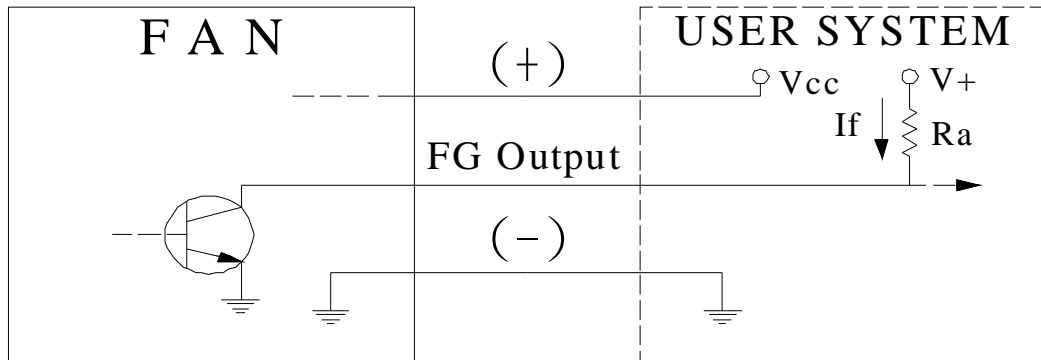 F A N
USER SYSTEM
(+)
Vcc
V+
If
Ra
FG Output
(-)